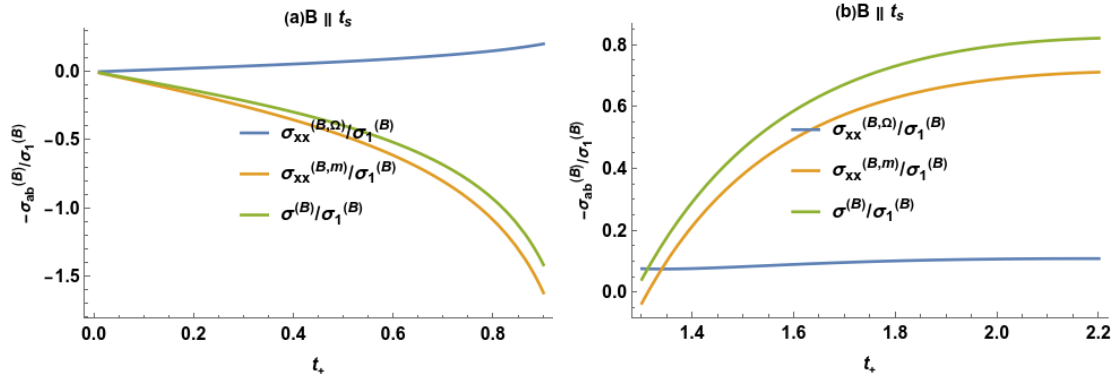 (a)B ∥ t_s
−σ_ab^(B)/σ_1^(B)
0.0
−0.5
−1.0
−1.5
σ_xx^(B,Ω)/σ_1^(B)
σ_xx^(B,m)/σ_1^(B)
σ^(B)/σ_1^(B)
0.0 0.2 0.4 0.6 0.8
t_+
(b)B ∥ t_s
−σ_ab^(B)/σ_1^(B)
0.8
0.6
0.4
0.2
0.0
σ_xx^(B,Ω)/σ_1^(B)
σ_xx^(B,m)/σ_1^(B)
σ^(B)/σ_1^(B)
1.4 1.6 1.8 2.0 2.2
t_+